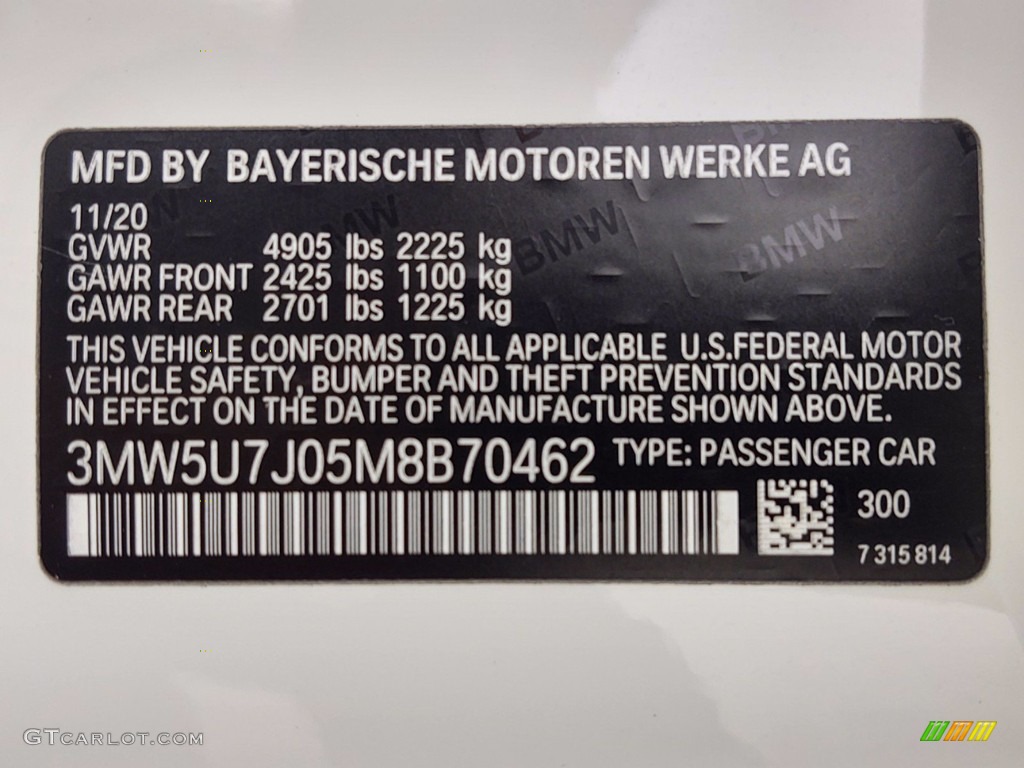 MFD BY BAYERISCHE MOTOREN WERKE AG
11/20
GVWR 4905 lbs 2225 kg
GAWR FRONT 2425 lbs 1100 kg
GAWR REAR 2701 lbs 1225 kg
THIS VEHICLE CONFORMS TO ALL APPLICABLE U.S.FEDERAL MOTOR
VEHICLE SAFETY, BUMPER AND THEFT PREVENTION STANDARDS
IN EFFECT ON THE DATE OF MANUFACTURE SHOWN ABOVE.
3MW5U7J05M8B70462 TYPE: PASSENGER CAR
300
7 315 814
BMW BMW BMW
GTCARLOT.COM